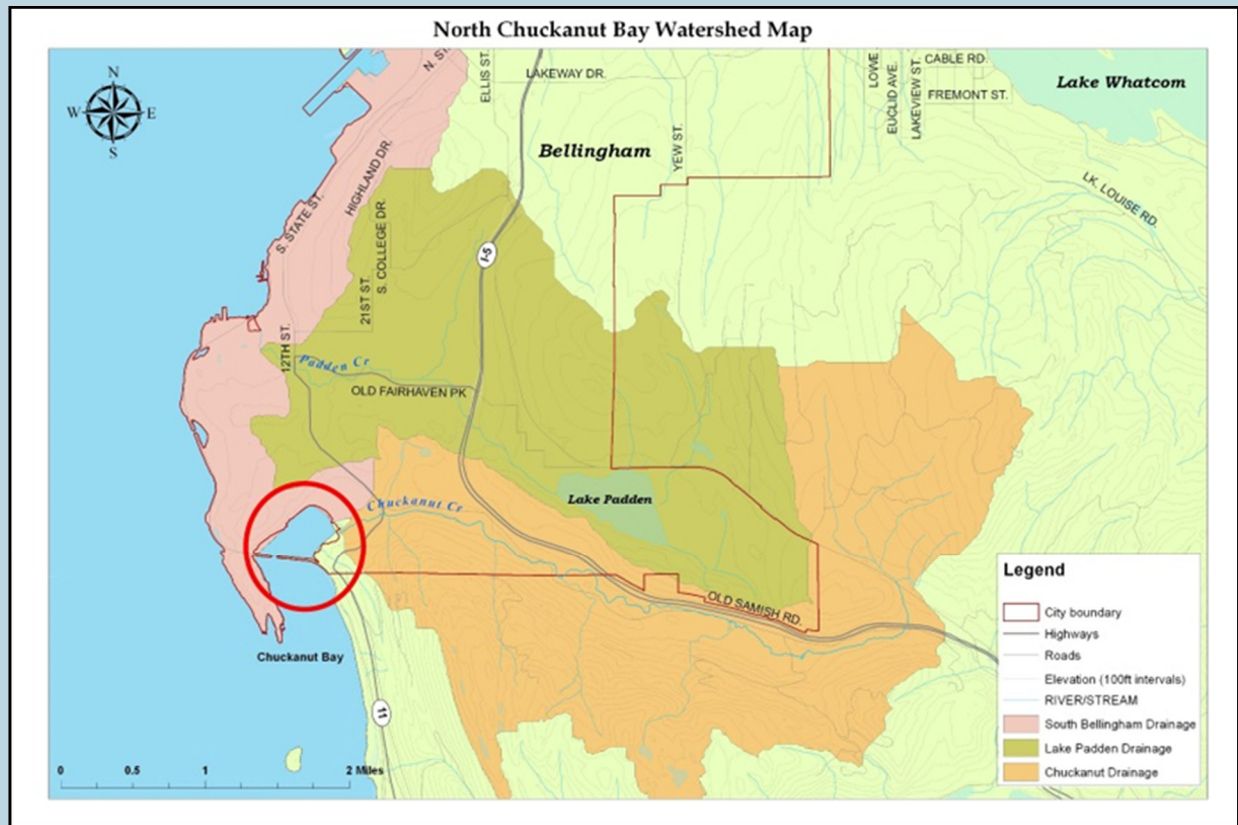 North Chuckanut Bay Watershed Map
N
W E
S
N. ST
ELLIS ST.
LAKEWAY DR.
LOWE
EUCLID AVE.
LAKEVIEW ST.
CABLE RD.
FREMONT ST.
Lake Whatcom
Bellingham
YEW ST.
LK. LOUISE RD.
HIGHLAND DR.
S. STATE ST.
S. COLLEGE DR.
21ST ST.
I-5
12TH ST.
Padden Cr
OLD FAIRHAVEN PK
Lake Padden
Chuckanut Cr
OLD SAMISH RD.
Chuckanut Bay
11
0 0.5 1 2 Miles
Legend
City boundary
Highways
Roads
Elevation (100ft intervals)
RIVER/STREAM
South Bellingham Drainage
Lake Padden Drainage
Chuckanut Drainage